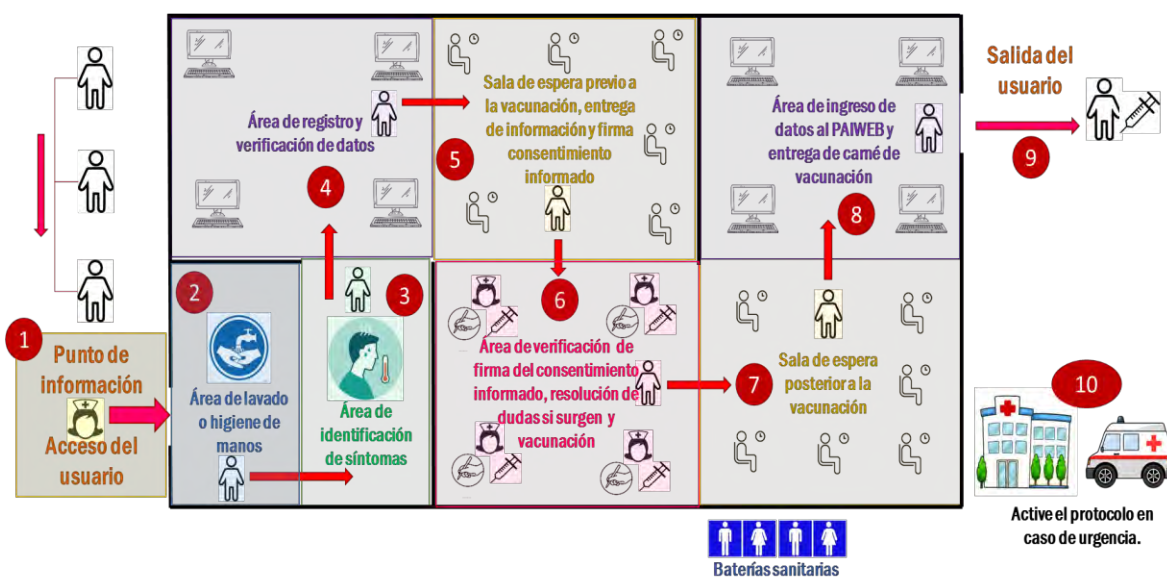 1
Punto de
información
Acceso del
usuario
2
Área de lavado
o higiene de
manos
3
Área de
identificación
de síntomas
4
Área de registro y
verificación de datos
5
Sala de espera previo a
la vacunación, entrega
de información y firma
consentimiento
informado
6
Área de verificación de
firma del consentimiento
informado, resolución de
dudas si surgen y
vacunación
7
Sala de espera
posterior a la
vacunación
8
Área de ingreso de
datos al PAIWEB y
entrega de carné de
vacunación
Salida del
usuario
9
10
Active el protocolo en
caso de urgencia.
Baterías sanitarias